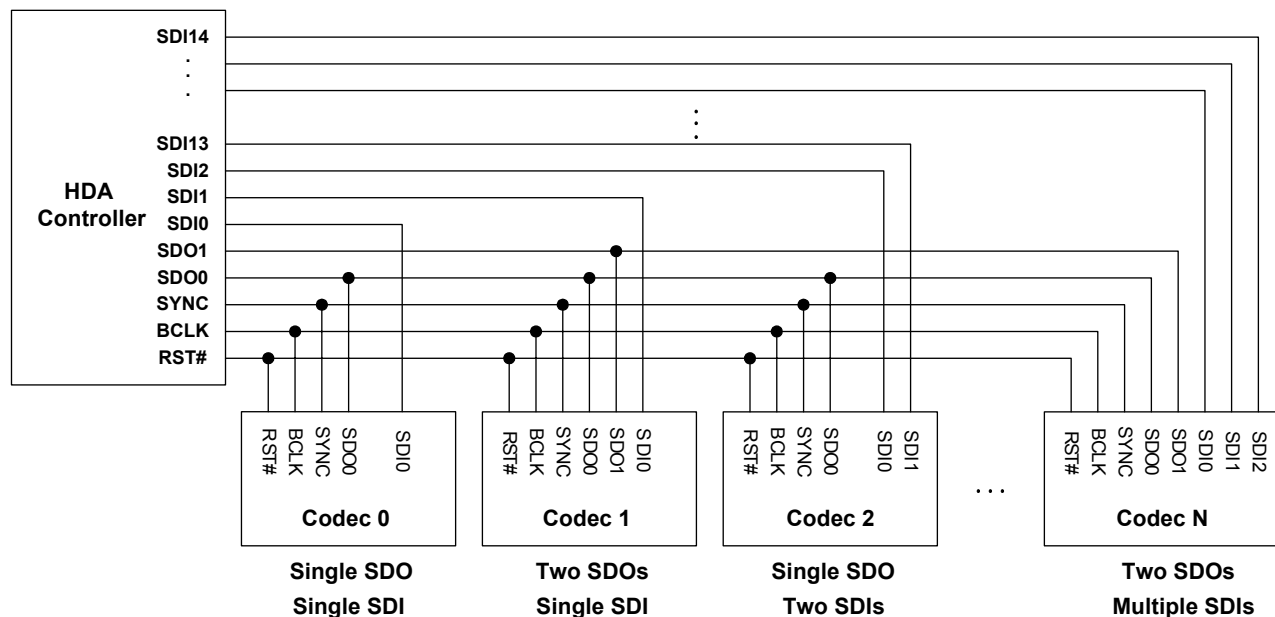 SDI14
.
.
.
SDI13
SDI2
SDI1
SDI0
SDO1
SDO0
SYNC
BCLK
RST#
HDA
Controller
. . .
RST#
BCLK
SYNC
SDO0
SDI0
Codec 0
Single SDO
Single SDI
RST#
BCLK
SYNC
SDO0
SDO1
SDI0
Codec 1
Two SDOs
Single SDI
RST#
BCLK
SYNC
SDO0
SDI0
SDI1
Codec 2
Single SDO
Two SDIs
. . .
RST#
BCLK
SYNC
SDO0
SDO1
SDI0
SDI1
SDI2
Codec N
Two SDOs
Multiple SDIs